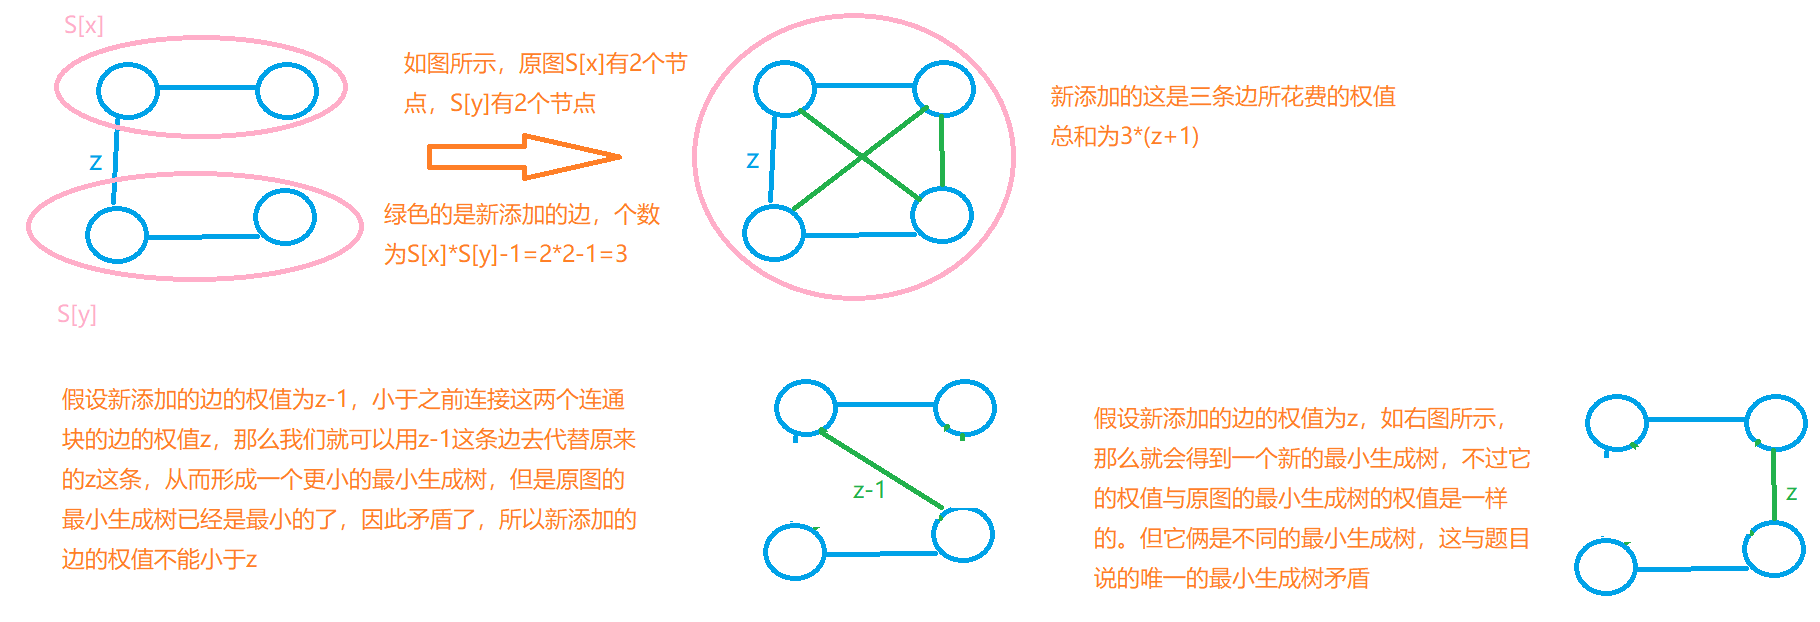 S[x]
如图所示，原图S[x]有2个节
点，S[y]有2个节点
z
绿色的是新添加的边，个数
为S[x]*S[y]-1=2*2-1=3
S[y]
z
新添加的这是三条边所花费的权值
总和为3*(z+1)
假设新添加的边的权值为z-1，小于之前连接这两个连通
块的边的权值z，那么我们就可以用z-1这条边去代替原来
的z这条，从而形成一个更小的最小生成树，但是原图的
最小生成树已经是最小的了，因此矛盾了，所以新添加的
边的权值不能小于z
z-1
假设新添加的边的权值为z，如右图所示，
那么就会得到一个新的最小生成树，不过它
的权值与原图的最小生成树的权值是一样
的。但它俩是不同的最小生成树，这与题目
说的唯一的最小生成树矛盾
z